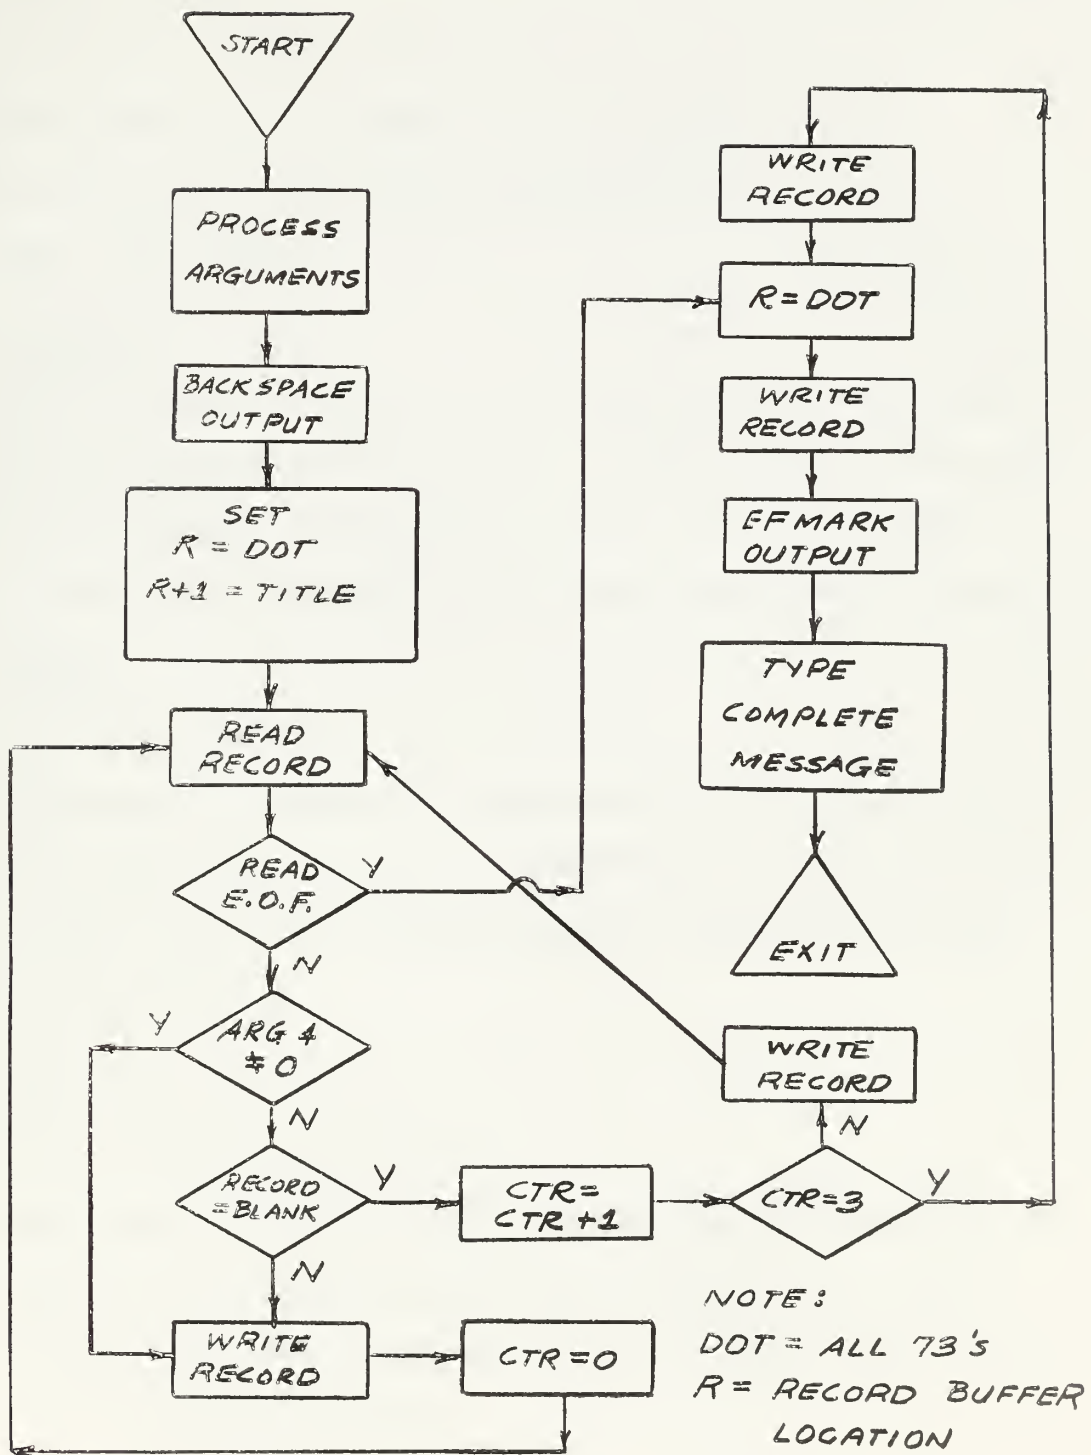 START
PROCESS
ARGUMENTS
BACKSPACE
OUTPUT
SET
R = DOT
R+1 = TITLE
READ
RECORD
READ
E.O.F.
Y
N
ARG 4
≠ 0
Y
N
RECORD
=BLANK
Y
N
WRITE
RECORD
CTR=0
CTR=
CTR +1
CTR=3
Y
N
WRITE
RECORD
WRITE
RECORD
R = DOT
WRITE
RECORD
EFMARK
OUTPUT
TYPE
COMPLETE
MESSAGE
EXIT
NOTE:
DOT = ALL 73's
R = RECORD BUFFER
LOCATION